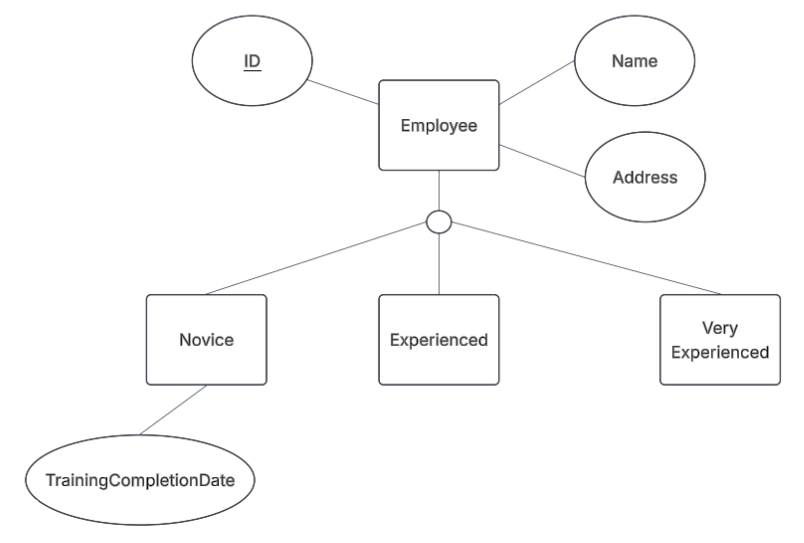 ID
Name
Employee
Address
Novice
Experienced
Very
Experienced
TrainingCompletionDate